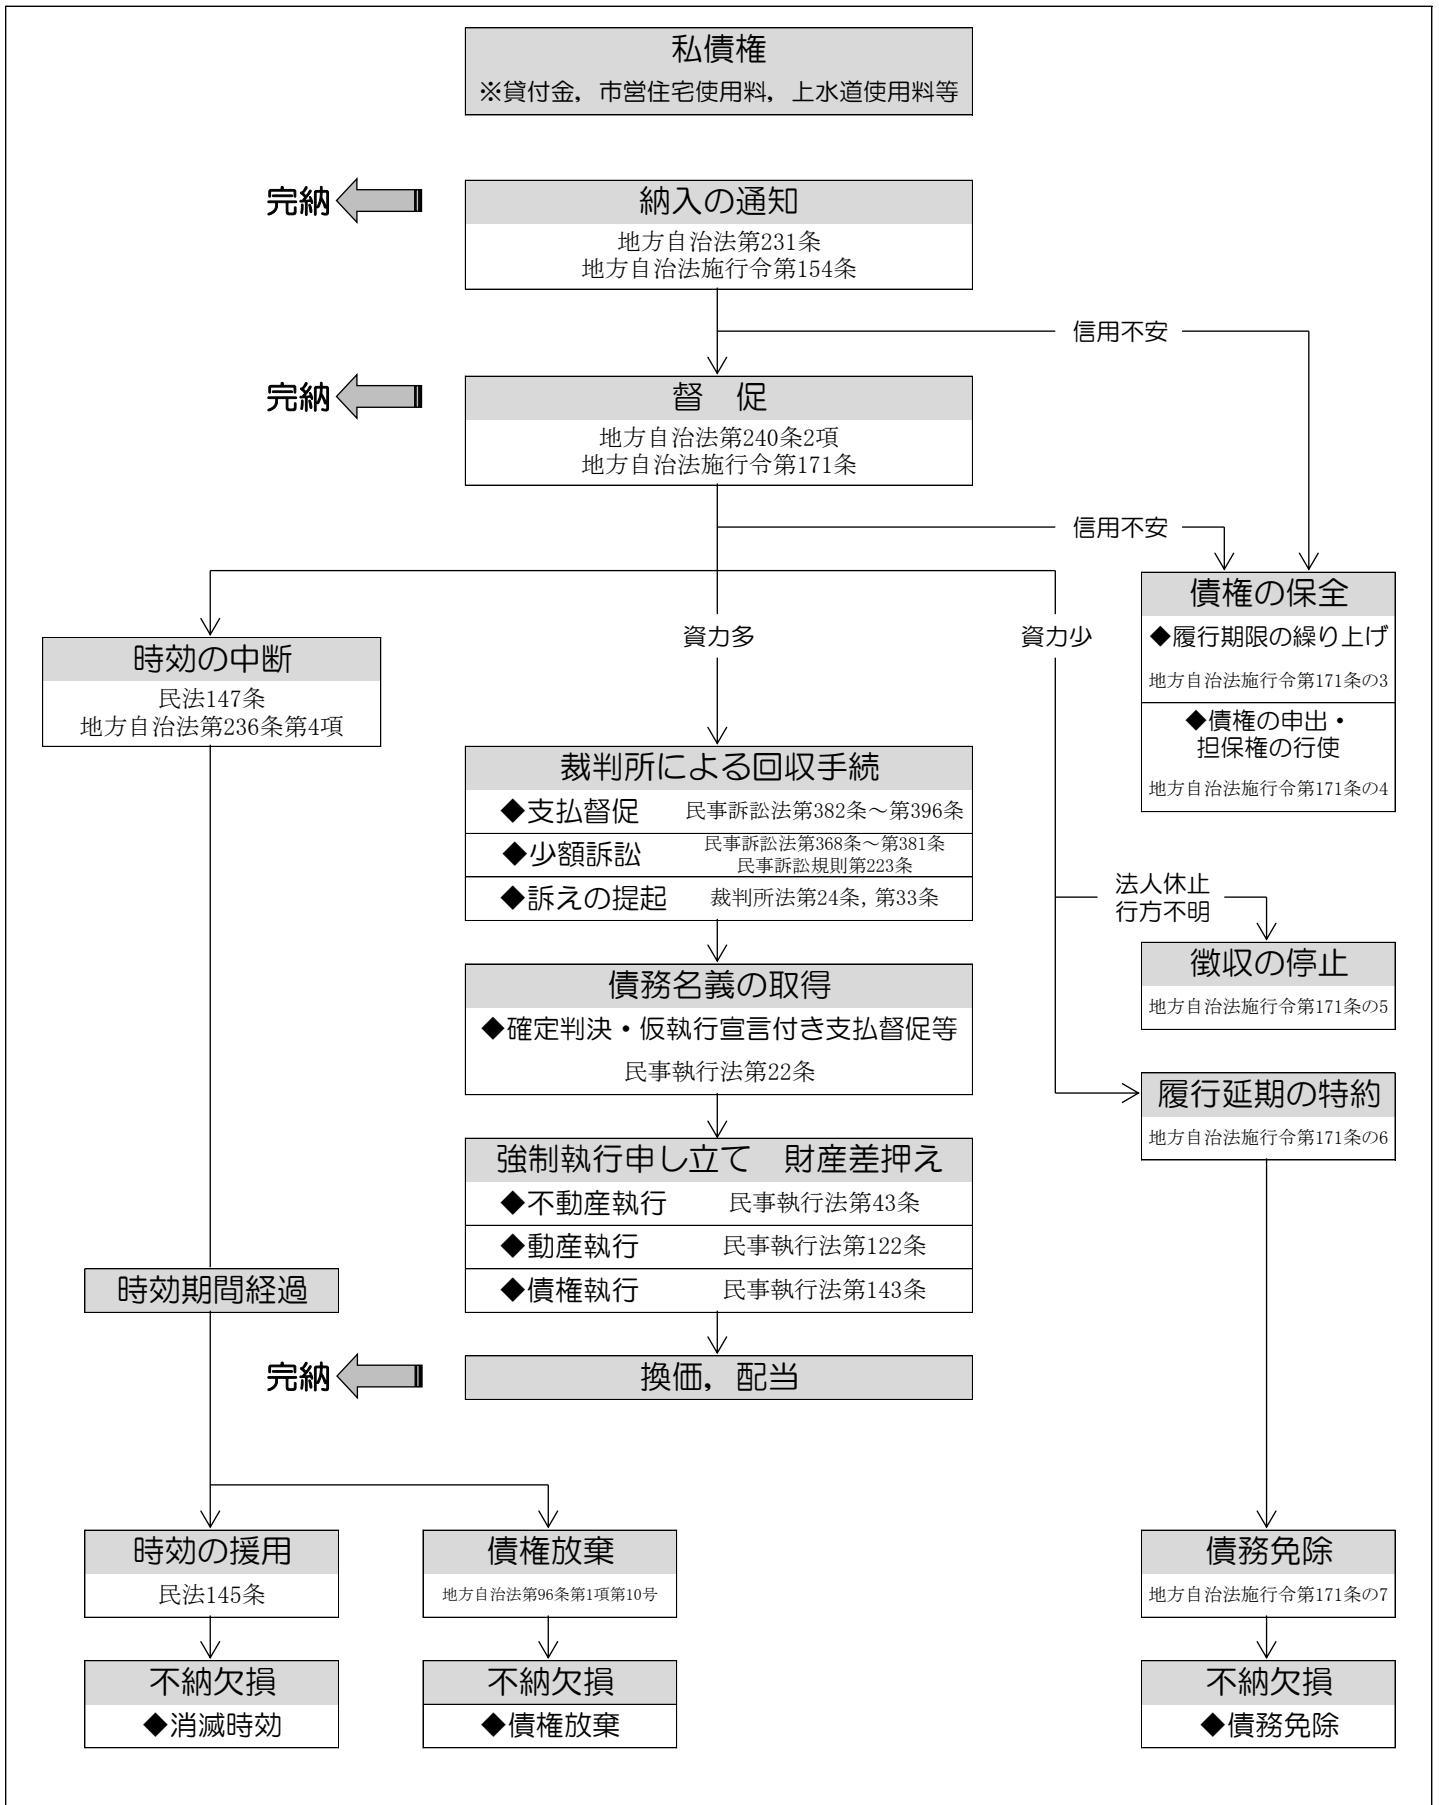 私債権
※貸付金，市営住宅使用料，上水道使用料等
完納
納入の通知
地方自治法第231条
地方自治法施行令第154条
信用不安
完納
督　促
地方自治法第240条2項
地方自治法施行令第171条
信用不安
債権の保全
◆履行期限の繰り上げ
地方自治法施行令第171条の3
◆債権の申出・
担保権の行使
地方自治法施行令第171条の4
資力多
資力少
時効の中断
民法147条
地方自治法第236条第4項
裁判所による回収手続
◆支払督促　民事訴訟法第382条～第396条
◆少額訴訟　民事訴訟法第368条～第381条
民事訴訟規則第223条
◆訴えの提起　裁判所法第24条，第33条
法人休止
行方不明
徴収の停止
地方自治法施行令第171条の5
債務名義の取得
◆確定判決・仮執行宣言付き支払督促等
民事執行法第22条
履行延期の特約
地方自治法施行令第171条の6
強制執行申し立て　財産差押え
◆不動産執行　民事執行法第43条
◆動産執行　民事執行法第122条
◆債権執行　民事執行法第143条
時効期間経過
完納
換価，配当
時効の援用
民法145条
債権放棄
地方自治法第96条第1項第10号
債務免除
地方自治法施行令第171条の7
不納欠損
◆消滅時効
不納欠損
◆債権放棄
不納欠損
◆債務免除